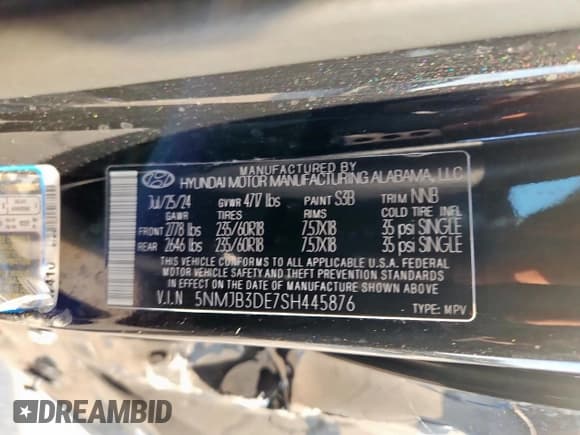 MANUFACTURED BY
HYUNDAI MOTOR MANUFACTURING ALABAMA, LLC
Jul/25/24 GVWR 4717 lbs PAINT S3B TRIM NNB
GAWR TIRES RIMS COLD TIRE INFL.
FRONT 2778 lbs 235/60R18 7.5JX18 35 psi SINGLE
REAR 2646 lbs 235/60R18 7.5JX18 35 psi SINGLE
THIS VEHICLE CONFORMS TO ALL APPLICABLE U.S.A. FEDERAL
MOTOR VEHICLE SAFETY AND THEFT PREVENTION STANDARDS
IN EFFECT ON THE DATE OF MANUFACTURE SHOWN ABOVE.
V.I.N 5NMJB3DE7SH445876 TYPE: MPV
DREAMBID